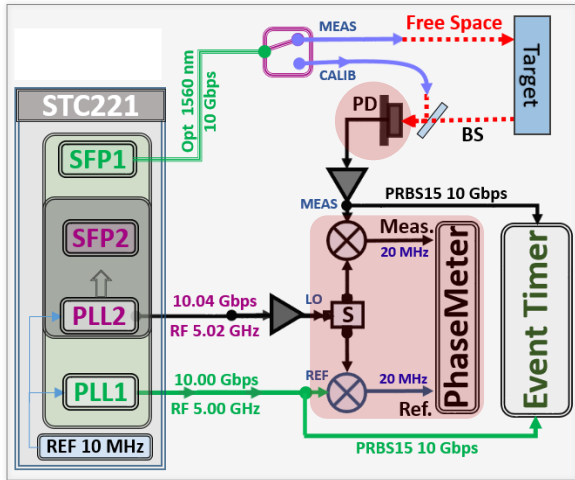 MEAS
Free Space
CALIB
Opt 1560 nm
10 Gbps
Target
PD
BS
STC221
SFP1
SFP2
PLL2
PLL1
REF 10 MHz
MEAS
PRBS15 10 Gbps
Meas.
20 MHz
10.04 Gbps
RF 5.02 GHz
LO
S
PhaseMeter
Event Timer
10.00 Gbps
RF 5.00 GHz
REF
20 MHz
Ref.
PRBS15 10 Gbps